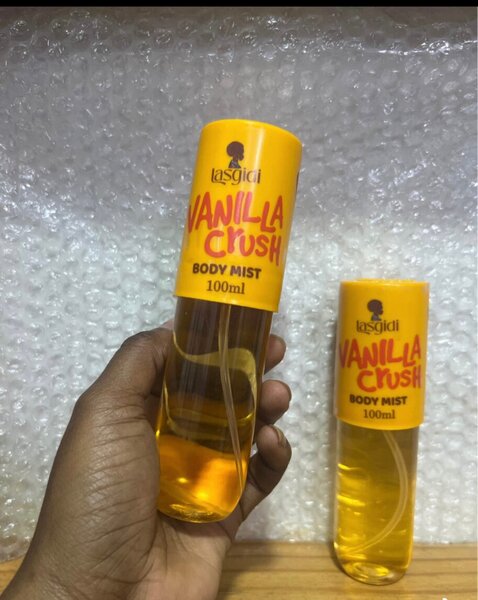 Lasgidi
VANILLA
Crush
BODY MIST
100ml
Lasgidi
VANILLA
Crush
BODY MIST
100ml